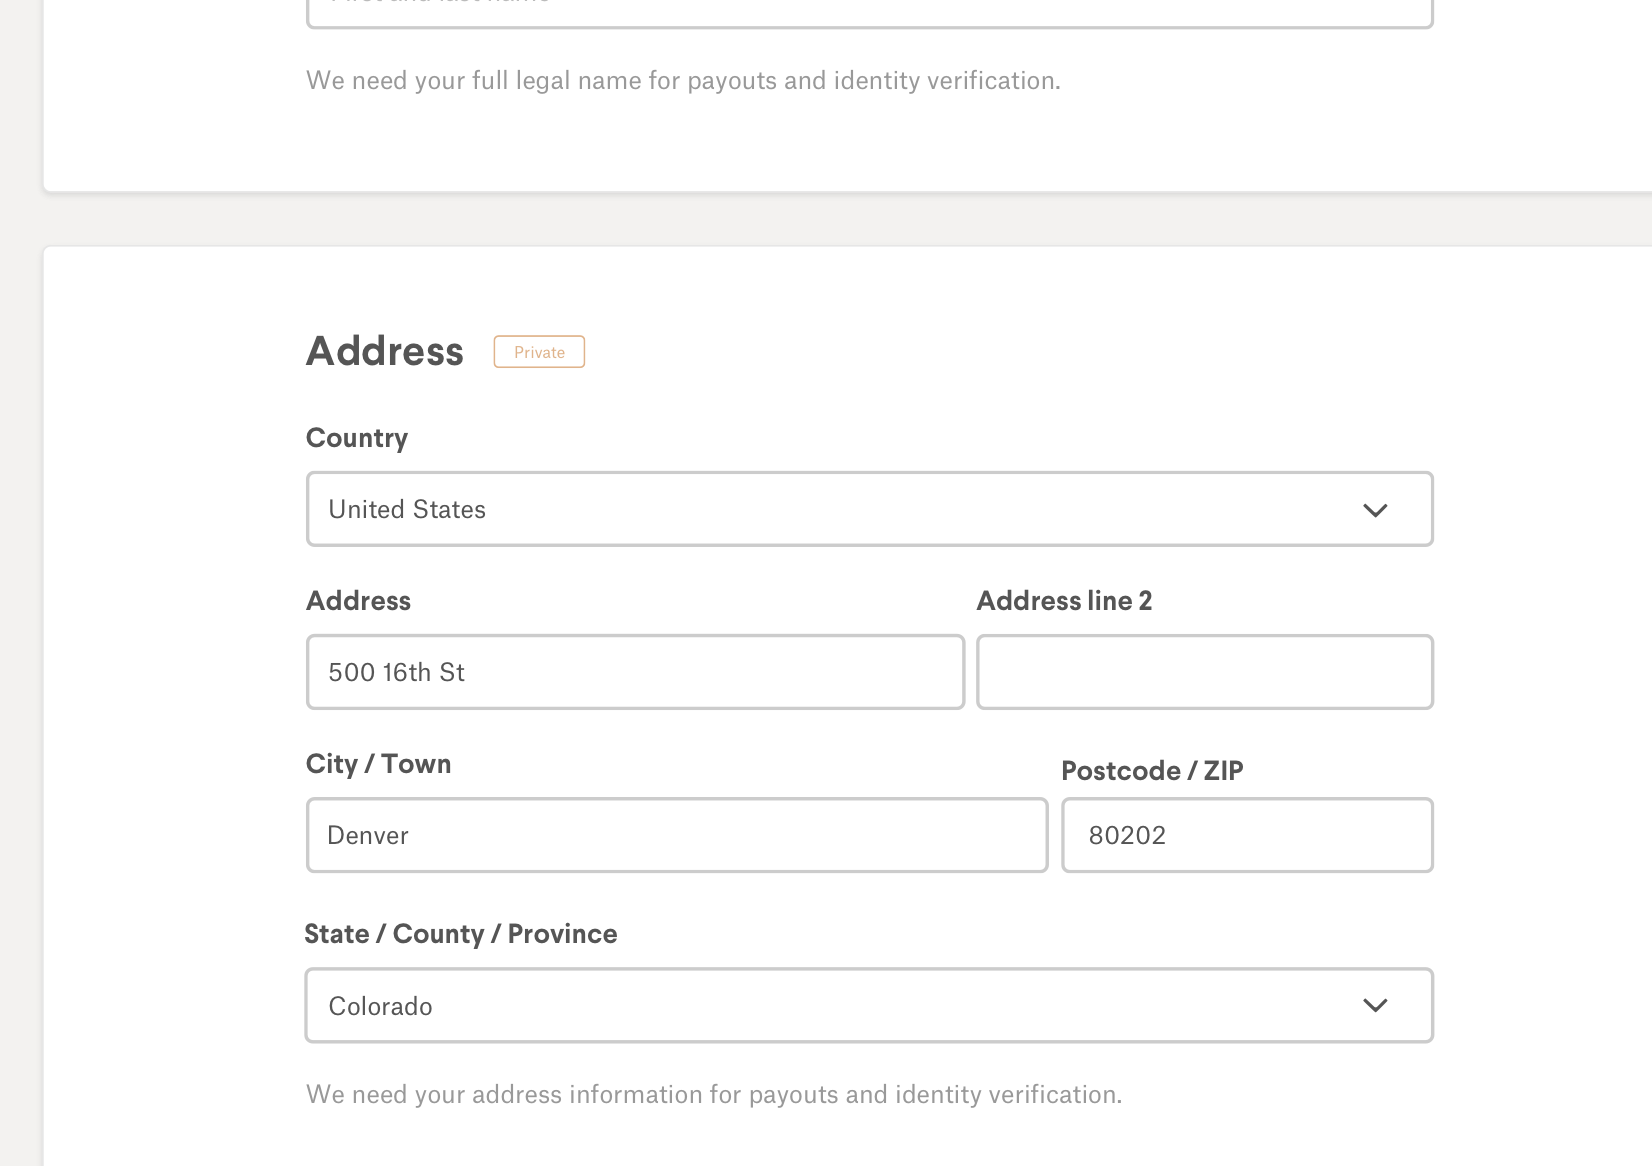 We need your full legal name for payouts and identity verification.
Address Private
Country
United States
Address Address line 2
500 16th St
City / Town Postcode / ZIP
Denver 80202
State / County / Province
Colorado
We need your address information for payouts and identity verification.